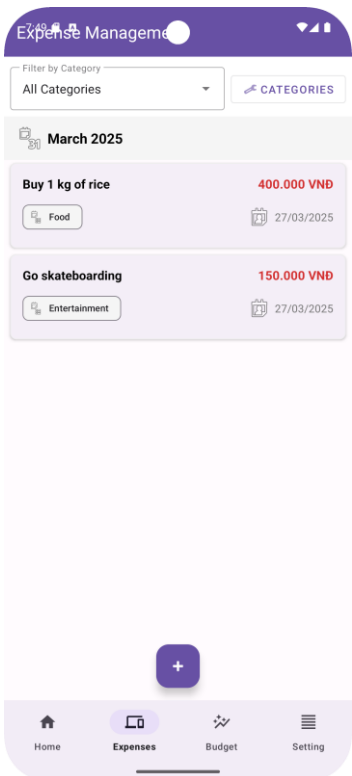 7:49
Expense Manageme
Filter by Category
All Categories
CATEGORIES
31 March 2025
Buy 1 kg of rice 400.000 VNĐ
Food 27/03/2025
Go skateboarding 150.000 VNĐ
Entertainment 27/03/2025
+
Home Expenses Budget Setting